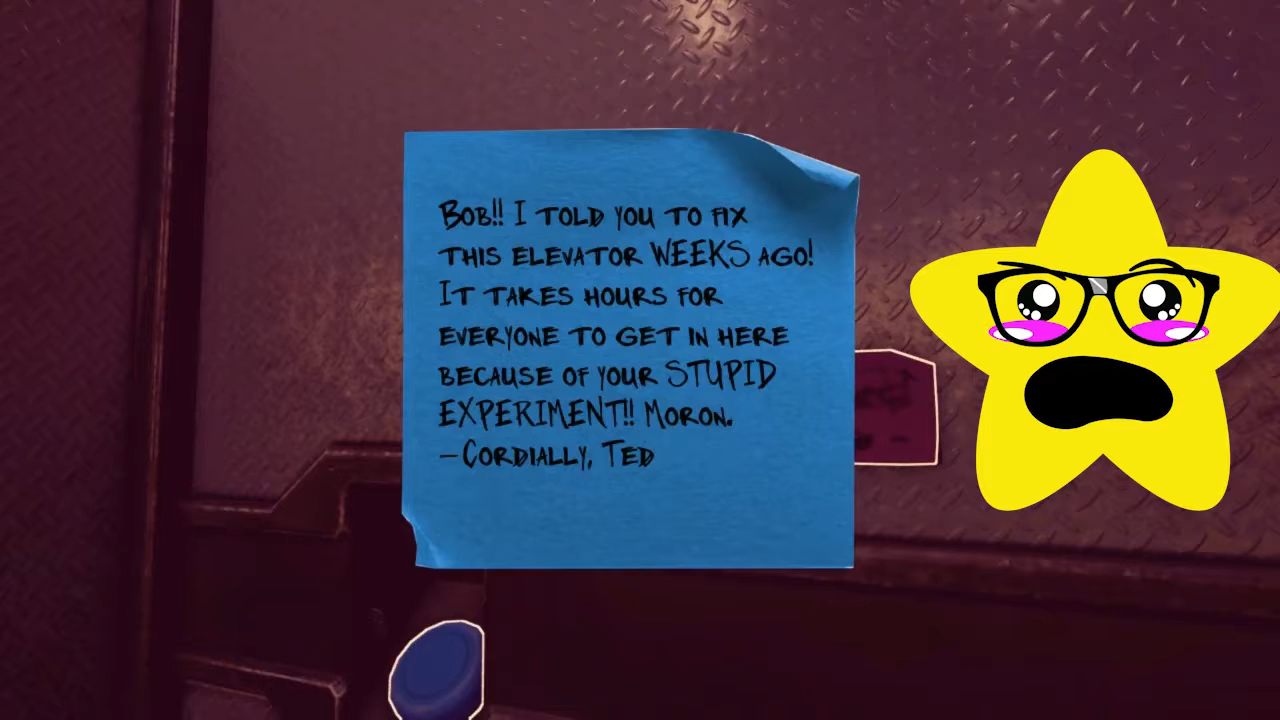 Bob!! I told you to fix
this elevator WEEKS ago!
It takes hours for
everyone to get in here
because of your STUPID
EXPERIMENT!! Moron.
–Cordially, Ted